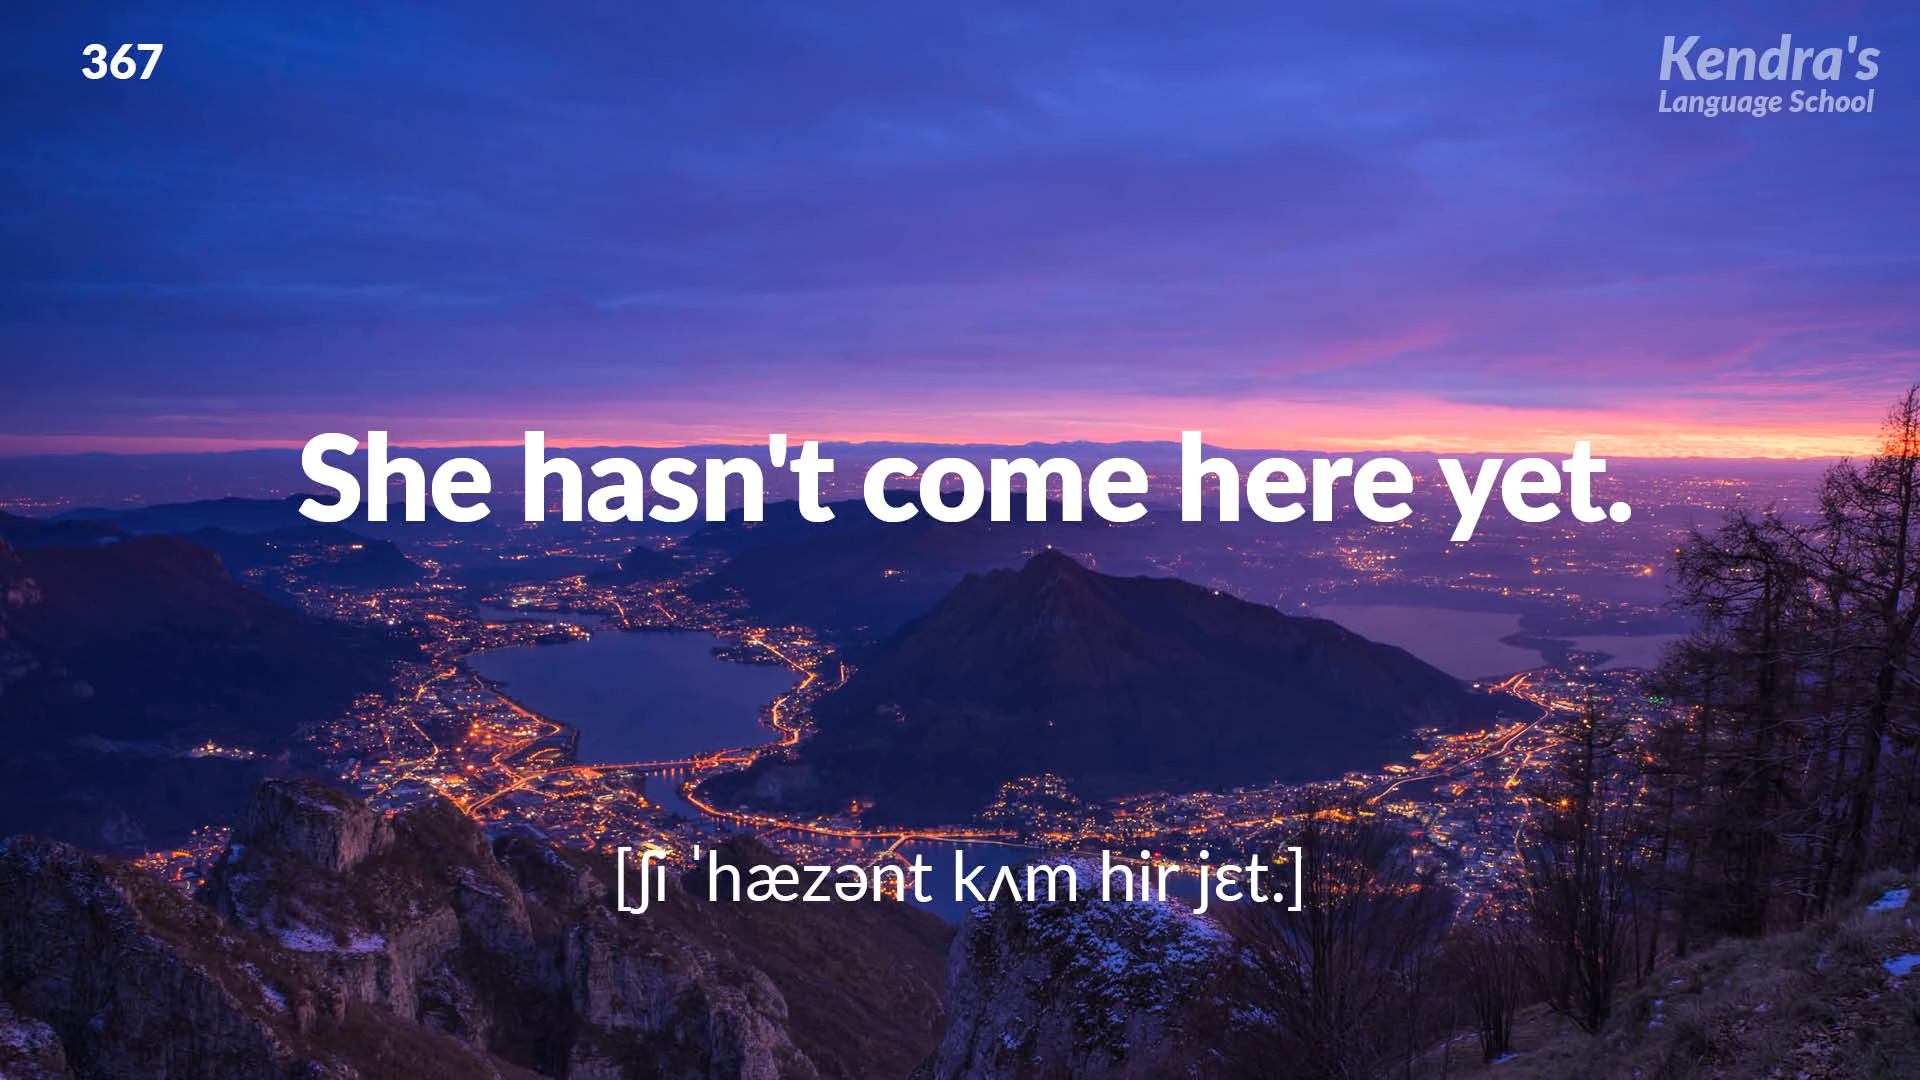 367
Kendra's
Language School
She hasn't come here yet.
[ʃi ˈhæzənt kʌm hir jɛt.]